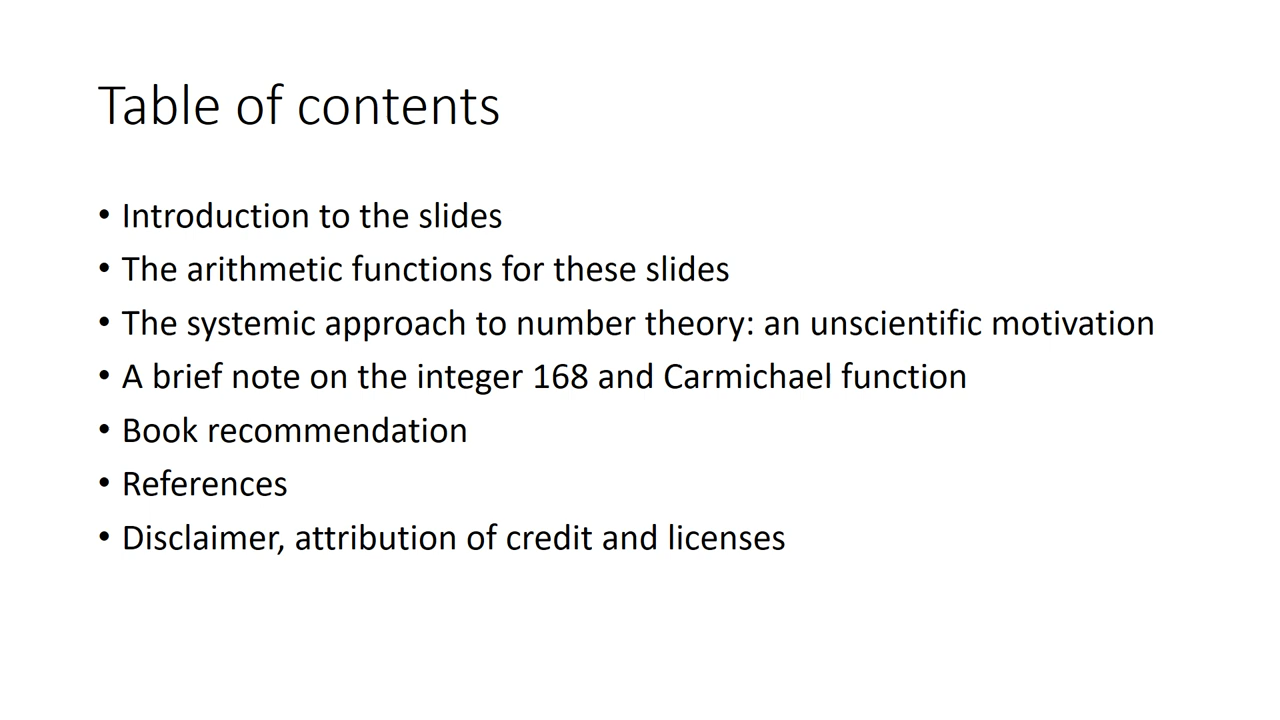 Table of contents
• Introduction to the slides
• The arithmetic functions for these slides
• The systemic approach to number theory: an unscientific motivation
• A brief note on the integer 168 and Carmichael function
• Book recommendation
• References
• Disclaimer, attribution of credit and licenses